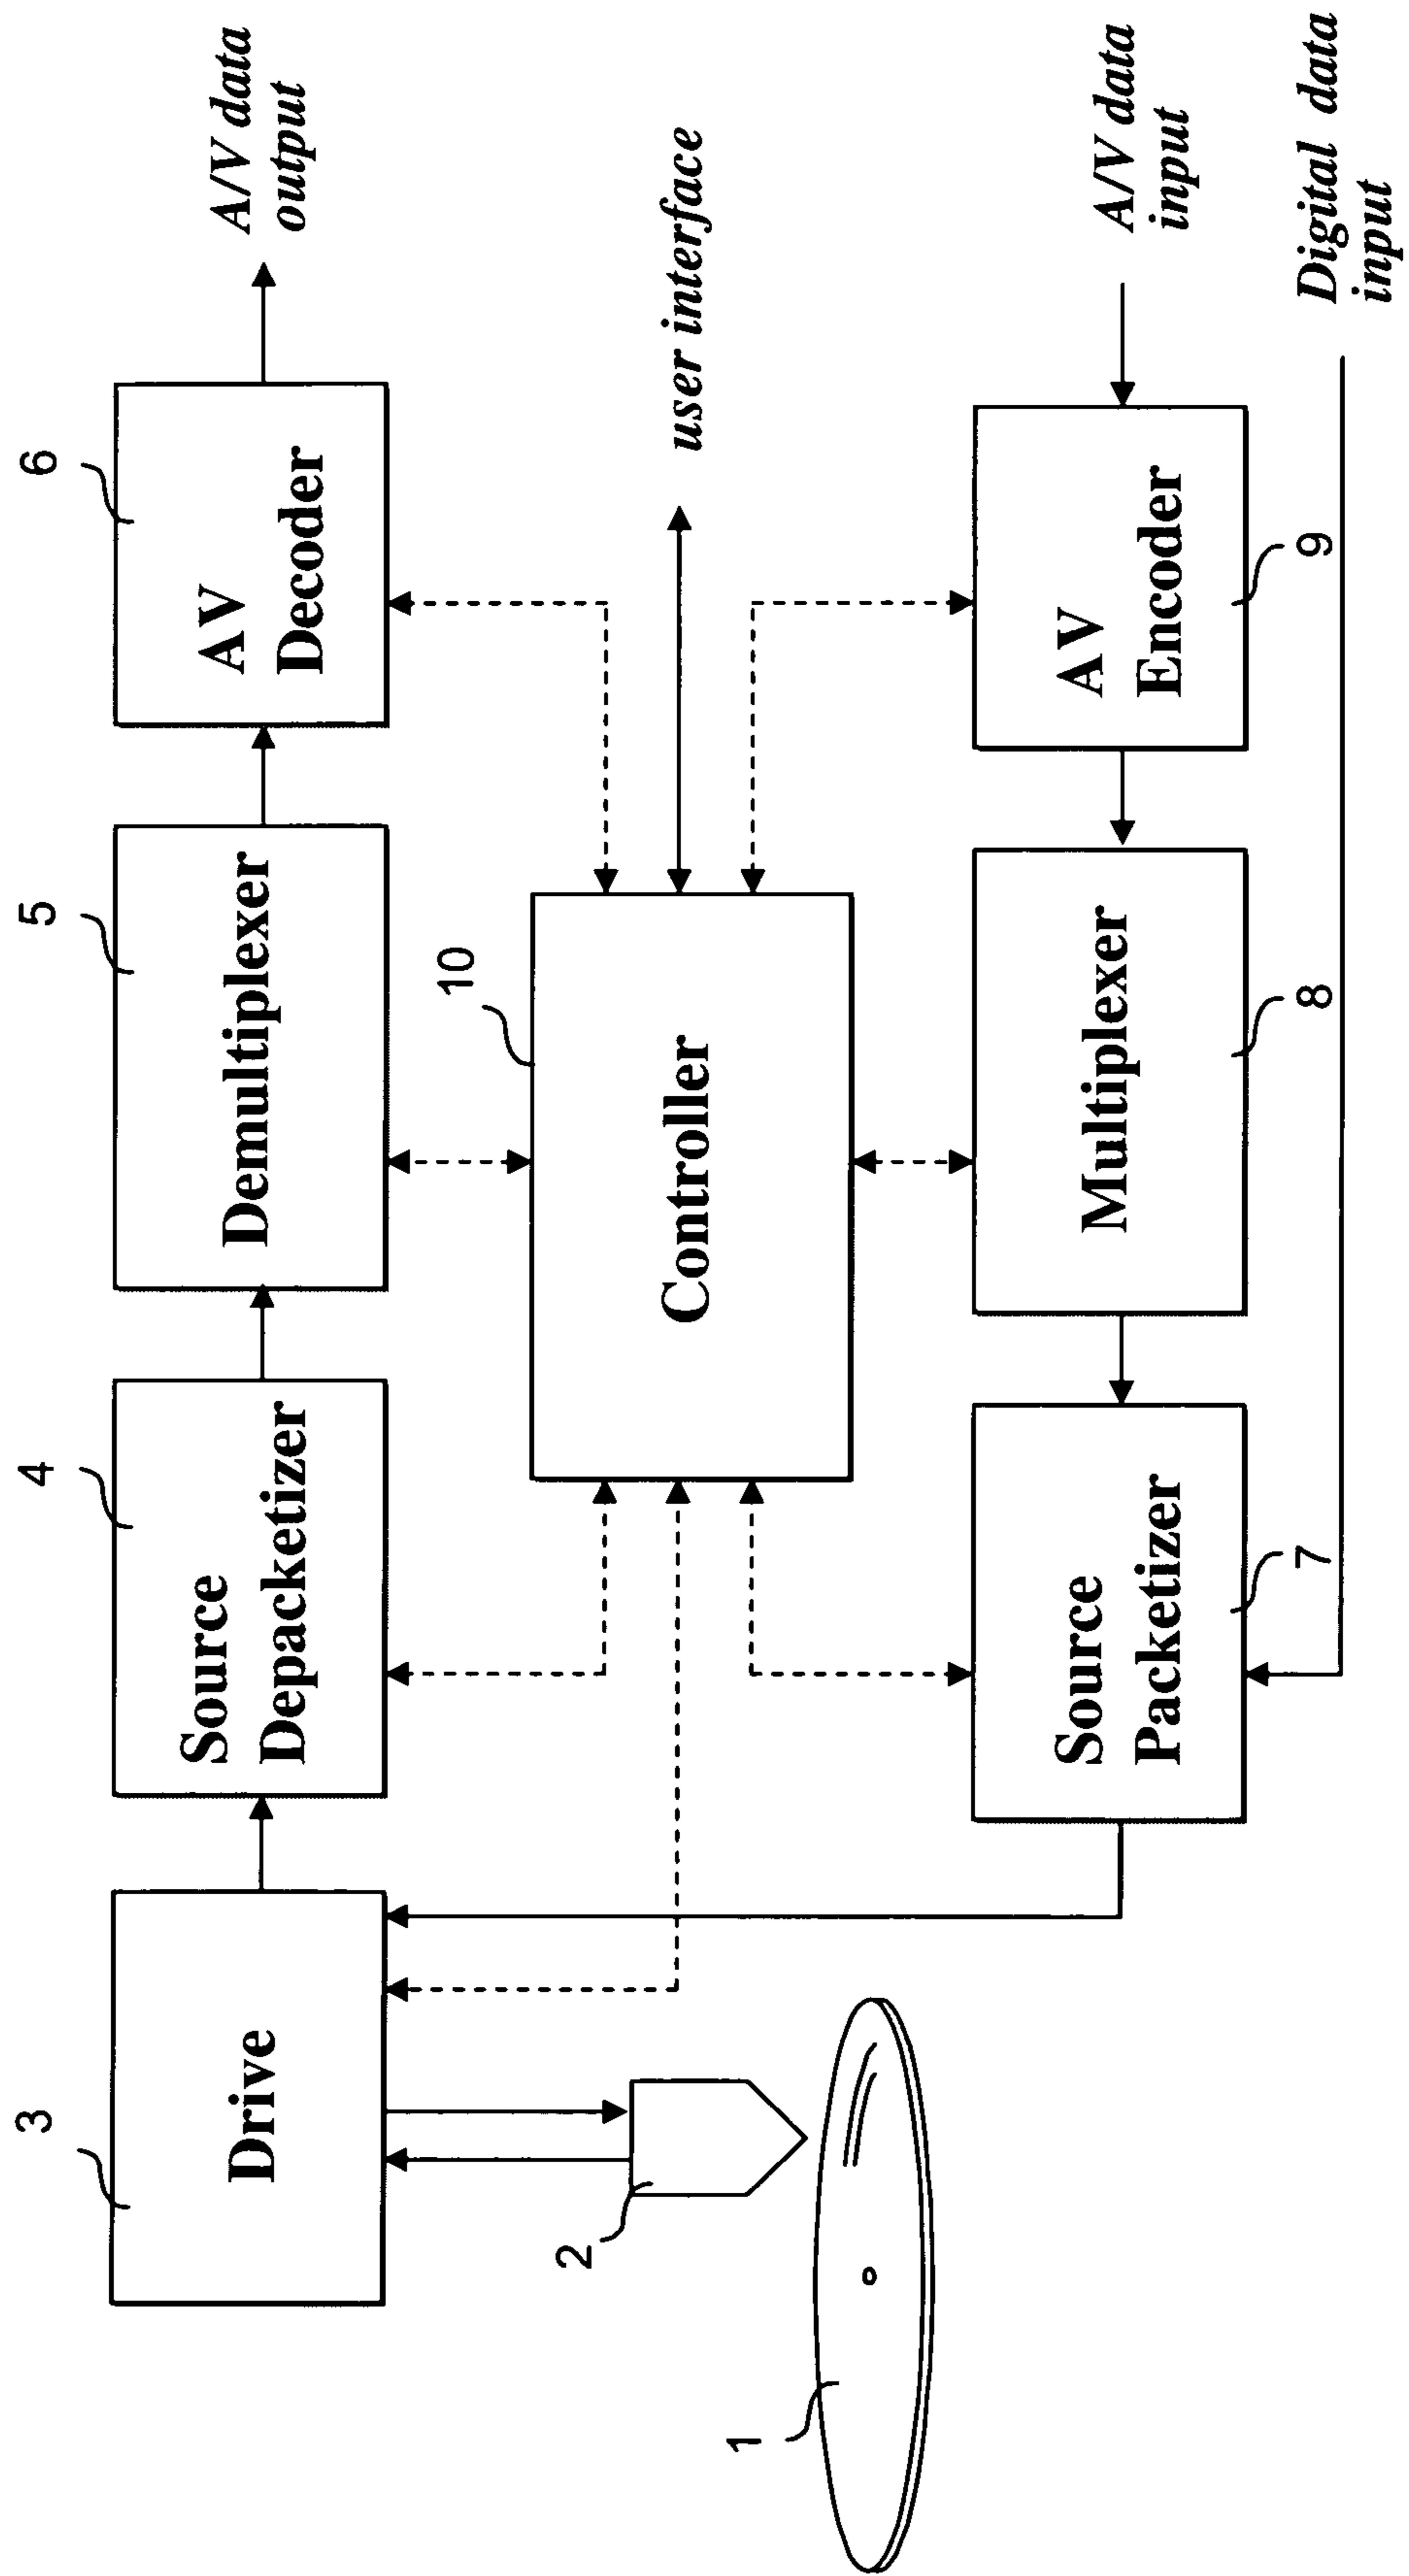 3
4
5
6
Drive
Source
Depacketizer
Demultiplexer
AV
Decoder
A/V data
output
2
10
Controller
user interface
1
Source
Packetizer
Multiplexer
AV
Encoder
A/V data
input
7
8
9
Digital data
input